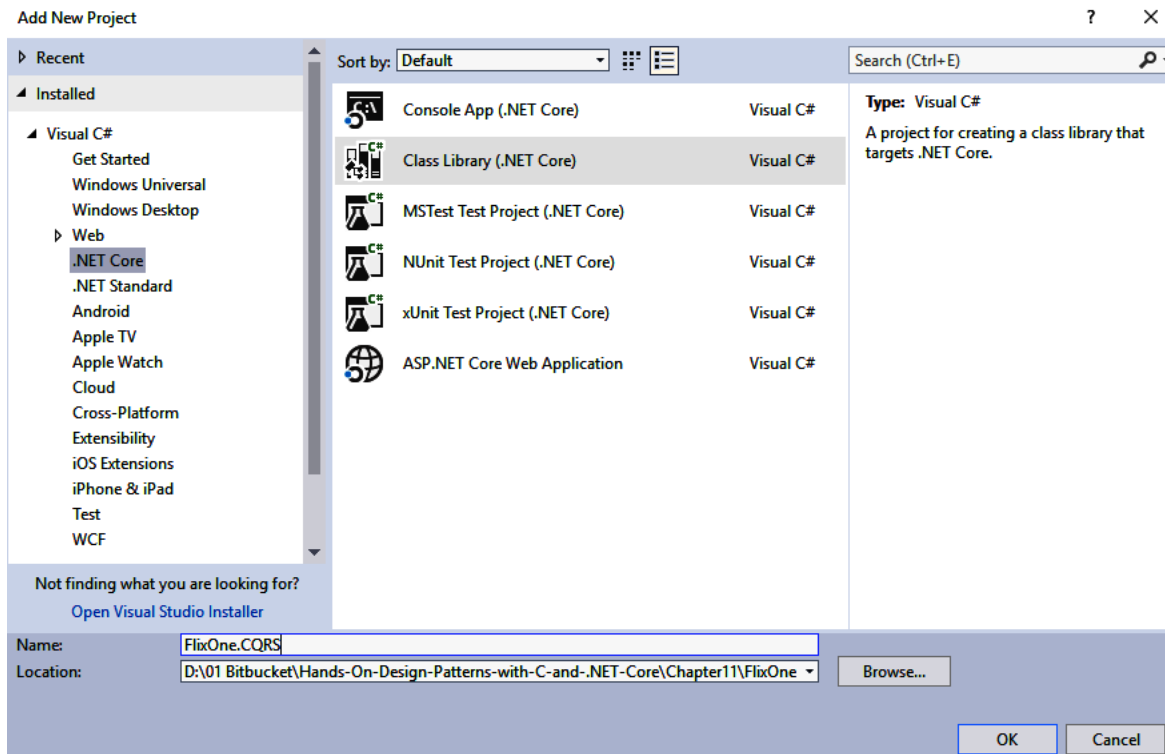 Add New Project
? 
Recent
Installed
Visual C#
Get Started
Windows Universal
Windows Desktop
Web
.NET Core
.NET Standard
Android
Apple TV
Apple Watch
Cloud
Cross-Platform
Extensibility
iOS Extensions
iPhone & iPad
Test
WCF
Not finding what you are looking for?
Open Visual Studio Installer
Sort by: Default
C:\ Console App (.NET Core) Visual C#
C# Class Library (.NET Core) Visual C#
C# MSTest Test Project (.NET Core) Visual C#
C# NUnit Test Project (.NET Core) Visual C#
C# xUnit Test Project (.NET Core) Visual C#
ASP.NET Core Web Application Visual C#
Search (Ctrl+E)
Type: Visual C#
A project for creating a class library that
targets .NET Core.
Name: FlixOne.CQRS
Location: D:\01 Bitbucket\Hands-On-Design-Patterns-with-C-and-.NET-Core\Chapter11\FlixOne
Browse...
OK Cancel